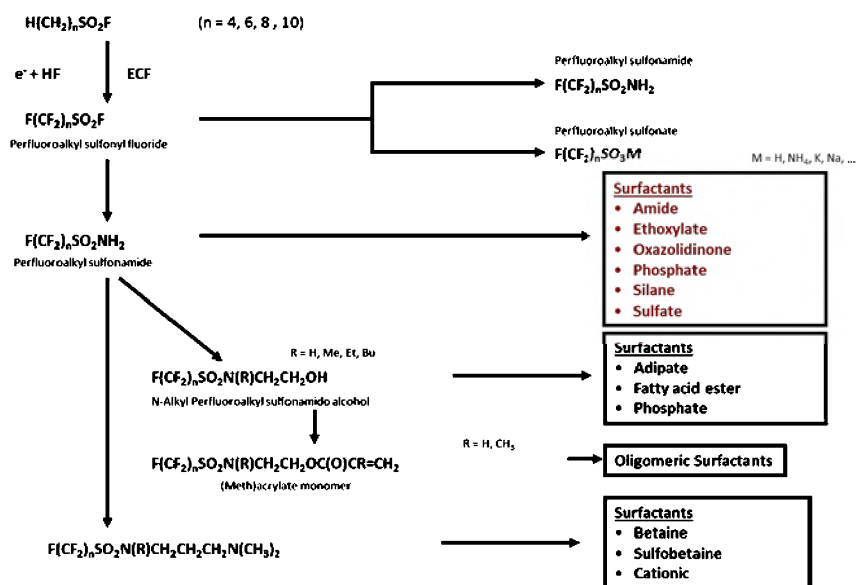 H(CH₂)ₙSO₂F (n = 4, 6, 8 , 10)
e⁻ + HF ECF
F(CF₂)ₙSO₂F
Perfluoroalkyl sulfonyl fluoride
Perfluoroalkyl sulfonamide
F(CF₂)ₙSO₂NH₂
Perfluoroalkyl sulfonate
F(CF₂)ₙSO₃M
M = H, NH₄, K, Na, ...
F(CF₂)ₙSO₂NH₂
Perfluoroalkyl sulfonamide
Surfactants
• Amide
• Ethoxylate
• Oxazolidinone
• Phosphate
• Silane
• Sulfate
R = H, Me, Et, Bu
F(CF₂)ₙSO₂N(R)CH₂CH₂OH
N-Alkyl Perfluoroalkyl sulfonamido alcohol
Surfactants
• Adipate
• Fatty acid ester
• Phosphate
R = H, CH₃
F(CF₂)ₙSO₂N(R)CH₂CH₂OC(O)CR=CH₂
(Meth)acrylate monomer
Oligomeric Surfactants
F(CF₂)ₙSO₂N(R)CH₂CH₂CH₂N(CH₃)₂
Surfactants
• Betaine
• Sulfobetaine
• Cationic